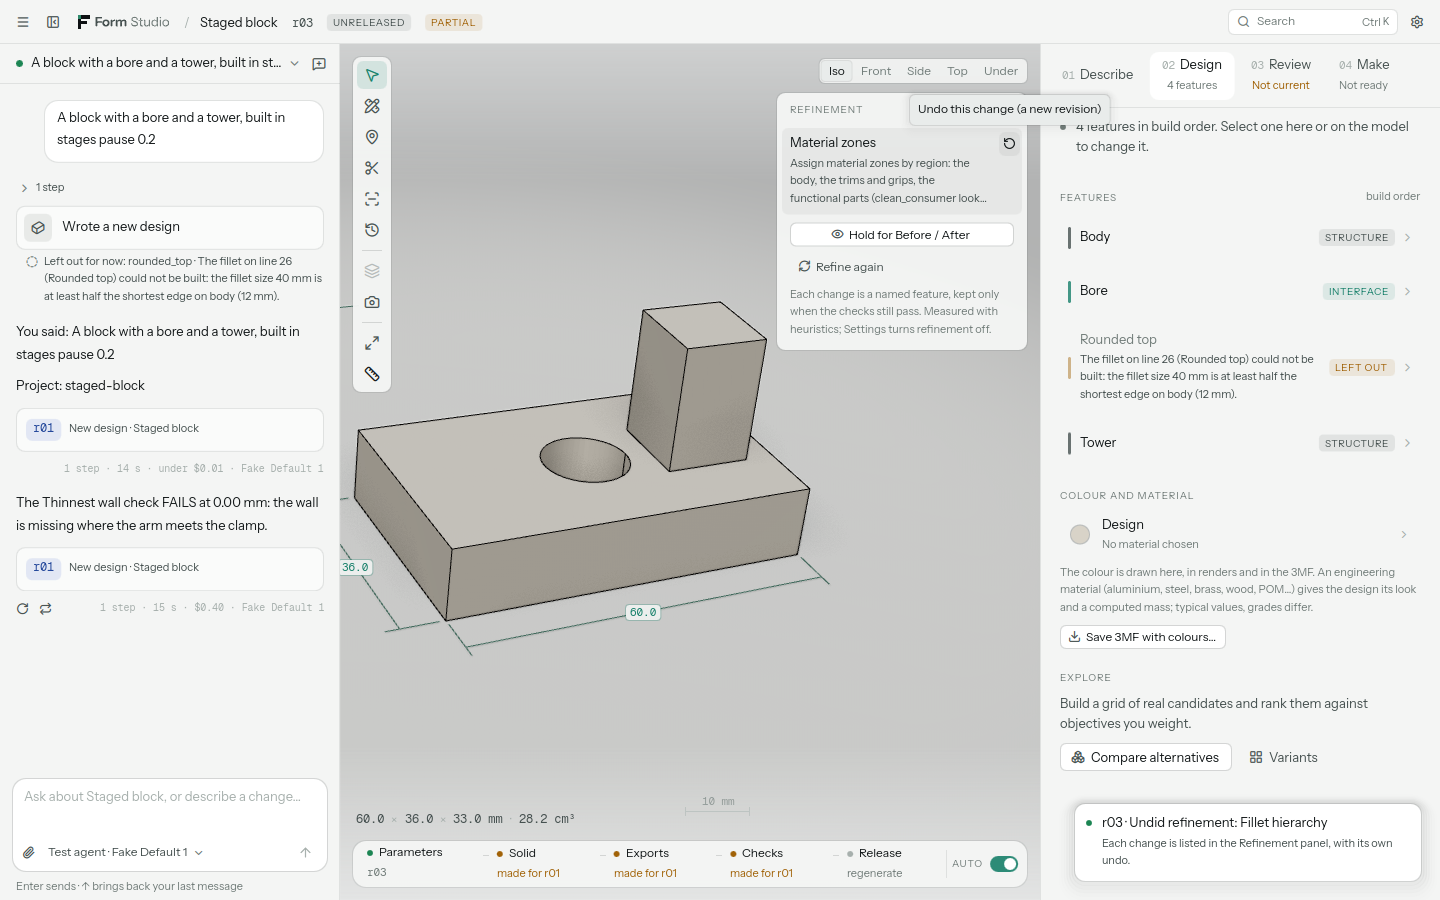 Form Studio / Staged block r03 UNRELEASED PARTIAL
Search Ctrl K
A block with a bore and a tower, built in st...
A block with a bore and a tower, built in
stages pause 0.2
1 step
Wrote a new design
Left out for now: rounded_top · The fillet on line 26
(Rounded top) could not be built: the fillet size 40 mm is
at least half the shortest edge on body (12 mm).
You said: A block with a bore and a tower, built in
stages pause 0.2
Project: staged-block
r01 New design · Staged block
1 step · 14 s · under $0.01 · Fake Default 1
The Thinnest wall check FAILS at 0.00 mm: the wall
is missing where the arm meets the clamp.
r01 New design · Staged block
1 step · 15 s · $0.40 · Fake Default 1
Ask about Staged block, or describe a change...
Test agent · Fake Default 1
Enter sends · ↑ brings back your last message
Iso Front Side Top Under
REFINEMENT
Undo this change (a new revision)
Material zones
Assign material zones by region: the
body, the trims and grips, the
functional parts (clean_consumer look...
Hold for Before / After
Refine again
Each change is a named feature, kept only
when the checks still pass. Measured with
heuristics; Settings turns refinement off.
36.0
60.0
10 mm
60.0 × 36.0 × 33.0 mm · 28.2 cm³
Parameters
r03
Solid
made for r01
Exports
made for r01
Checks
made for r01
Release
regenerate
AUTO
01 Describe
02 Design
4 features
03 Review
Not current
04 Make
Not ready
4 features in build order. Select one here or on the model
to change it.
FEATURES build order
Body STRUCTURE
Bore INTERFACE
Rounded top
The fillet on line 26 (Rounded top) could not be
built: the fillet size 40 mm is at least half the
shortest edge on body (12 mm).
LEFT OUT
Tower STRUCTURE
COLOUR AND MATERIAL
Design
No material chosen
The colour is drawn here, in renders and in the 3MF. An engineering
material (aluminium, steel, brass, wood, POM...) gives the design its look
and a computed mass; typical values, grades differ.
Save 3MF with colours...
EXPLORE
Build a grid of real candidates and rank them against
objectives you weight.
Compare alternatives Variants
r03 · Undid refinement: Fillet hierarchy
Each change is listed in the Refinement panel, with its own
undo.